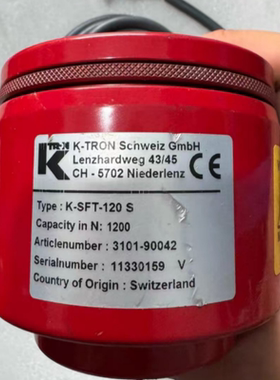 K-TRON
K-TRON Schweiz GmbH
Lenzhardweg 43/45
CH - 5702 Niederlenz
CE
Type : K-SFT-120 S
Capacity in N: 1200
Articlenumber : 3101-90042
Serialnumber : 11330159 V
Country of Origin : Switzerland